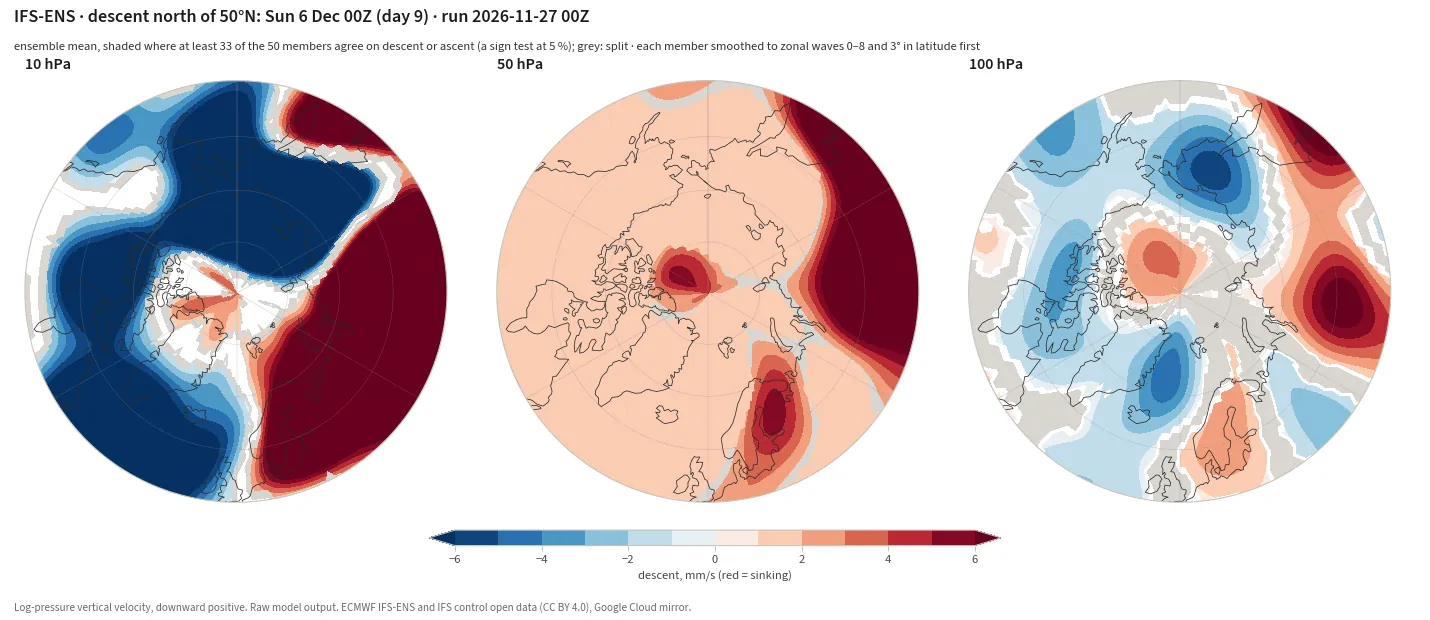 IFS-ENS · descent north of 50°N: Sun 6 Dec 00Z (day 9) · run 2026-11-27 00Z
ensemble mean, shaded where at least 33 of the 50 members agree on descent or ascent (a sign test at 5 %); grey: split · each member smoothed to zonal waves 0–8 and 3° in latitude first
10 hPa
50 hPa
100 hPa
−6
−4
−2
0
2
4
6
descent, mm/s (red = sinking)
Log-pressure vertical velocity, downward positive. Raw model output. ECMWF IFS-ENS and IFS control open data (CC BY 4.0), Google Cloud mirror.